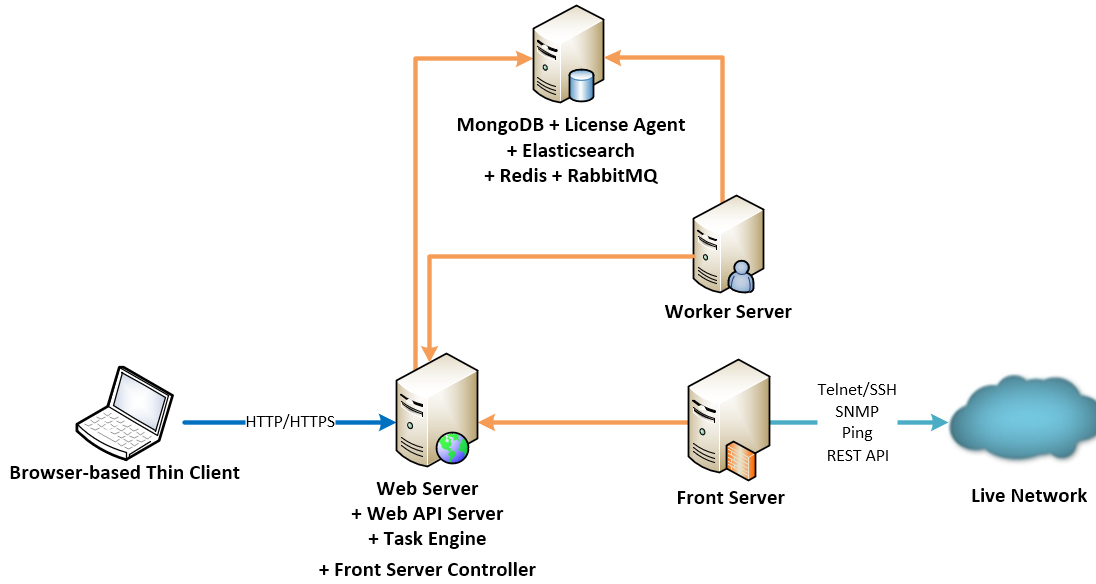 MongoDB + License Agent
+ Elasticsearch
+ Redis + RabbitMQ
Worker Server
Telnet/SSH
SNMP
Ping
REST API
HTTP/HTTPS
Browser-based Thin Client
Web Server
+ Web API Server
+ Task Engine
+ Front Server Controller
Front Server
Live Network